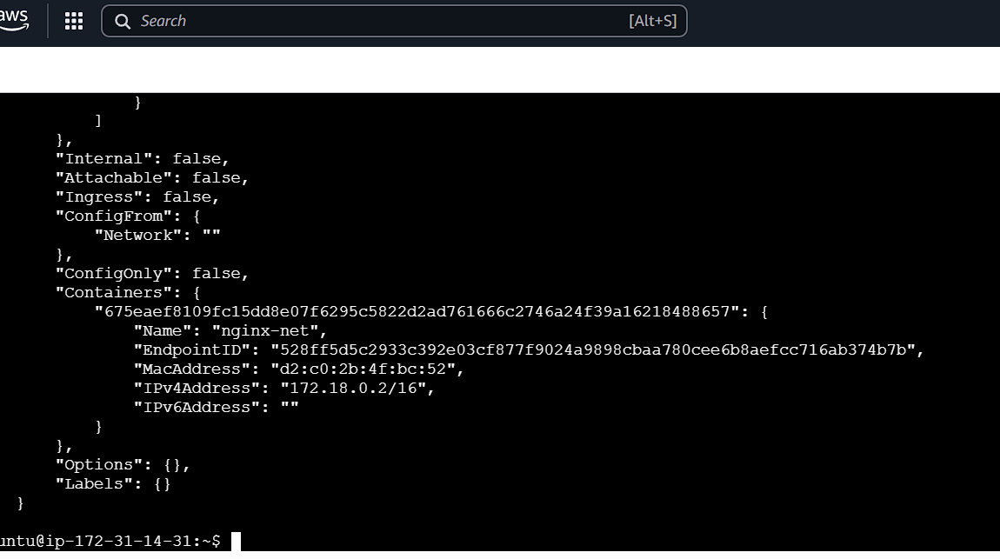 aws
Search [Alt+S]
}
]
},
"Internal": false,
"Attachable": false,
"Ingress": false,
"ConfigFrom": {
"Network": ""
},
"ConfigOnly": false,
"Containers": {
"675eaef8109fc15dd8e07f6295c5822d2ad761666c2746a24f39a16218488657": {
"Name": "nginx-net",
"EndpointID": "528ff5d5c2933c392e03cf877f9024a9898cbaa780cee6b8aefcc716ab374b7b",
"MacAddress": "d2:c0:2b:4f:bc:52",
"IPv4Address": "172.18.0.2/16",
"IPv6Address": ""
}
},
"Options": {},
"Labels": {}
}
untu@ip-172-31-14-31:~$